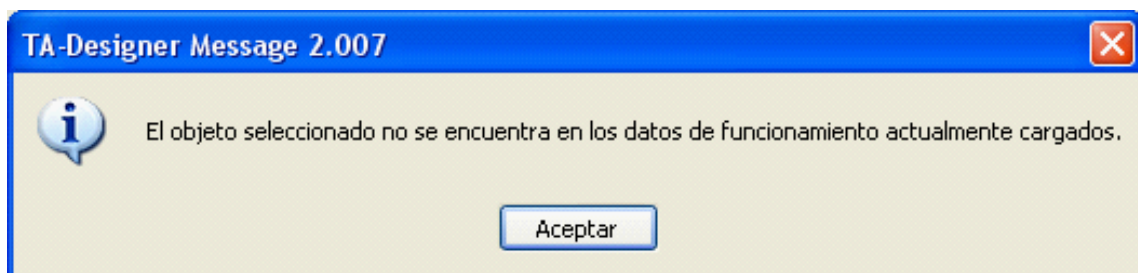 TA-Designer Message 2.007
El objeto seleccionado no se encuentra en los datos de funcionamiento actualmente cargados.
Aceptar